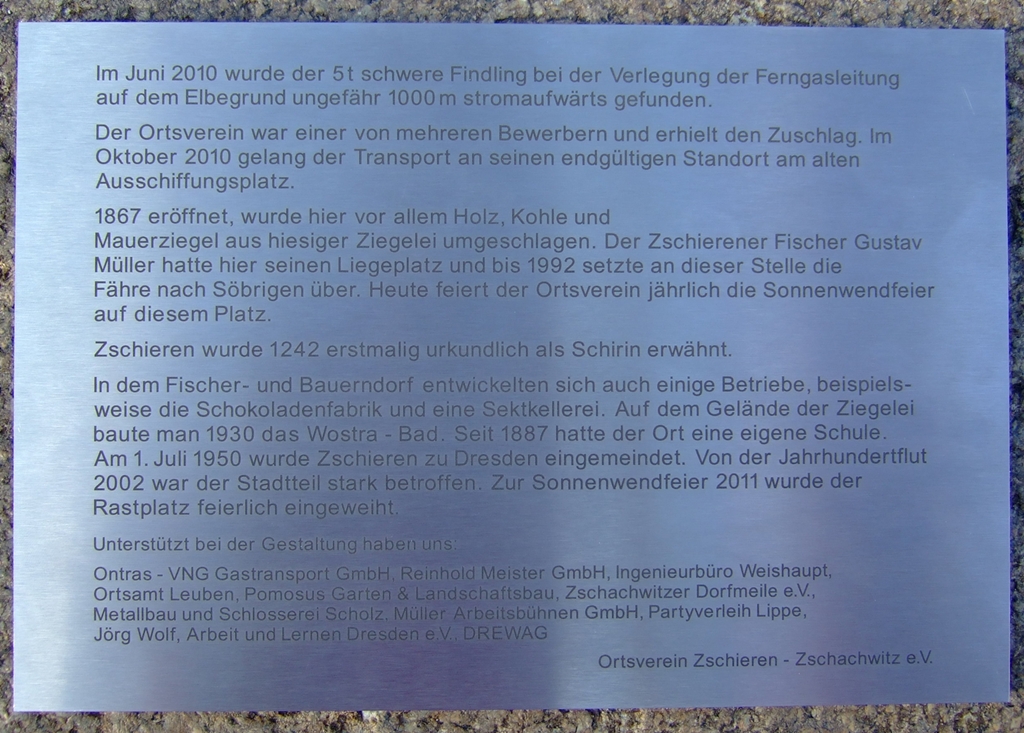 Im Juni 2010 wurde der 5t schwere Findling bei der Verlegung der Ferngasleitung
auf dem Elbegrund ungefähr 1000m stromaufwärts gefunden.
Der Ortsverein war einer von mehreren Bewerbern und erhielt den Zuschlag. Im
Oktober 2010 gelang der Transport an seinen endgültigen Standort am alten
Ausschiffungsplatz.
1867 eröffnet, wurde hier vor allem Holz, Kohle und
Mauerziegel aus hiesiger Ziegelei umgeschlagen. Der Zschierener Fischer Gustav
Müller hatte hier seinen Liegeplatz und bis 1992 setzte an dieser Stelle die
Fähre nach Söbrigen über. Heute feiert der Ortsverein jährlich die Sonnenwendfeier
auf diesem Platz.
Zschieren wurde 1242 erstmalig urkundlich als Schirin erwähnt.
In dem Fischer- und Bauerndorf entwickelten sich auch einige Betriebe, beispiels-
weise die Schokoladenfabrik und eine Sektkellerei. Auf dem Gelände der Ziegelei
baute man 1930 das Wostra - Bad. Seit 1887 hatte der Ort eine eigene Schule.
Am 1. Juli 1950 wurde Zschieren zu Dresden eingemeindet. Von der Jahrhundertflut
2002 war der Stadtteil stark betroffen. Zur Sonnenwendfeier 2011 wurde der
Rastplatz feierlich eingeweiht.
Unterstützt bei der Gestaltung haben uns:
Ontras - VNG Gastransport GmbH, Reinhold Meister GmbH, Ingenieurbüro Weishaupt,
Ortsamt Leuben, Pomosus Garten & Landschaftsbau, Zschachwitzer Dorfmeile e.V.,
Metallbau und Schlosserei Scholz, Müller Arbeitsbühnen GmbH, Partyverleih Lippe,
Jörg Wolf, Arbeit und Lernen Dresden e.V., DREWAG
Ortsverein Zschieren - Zschachwitz e.V.